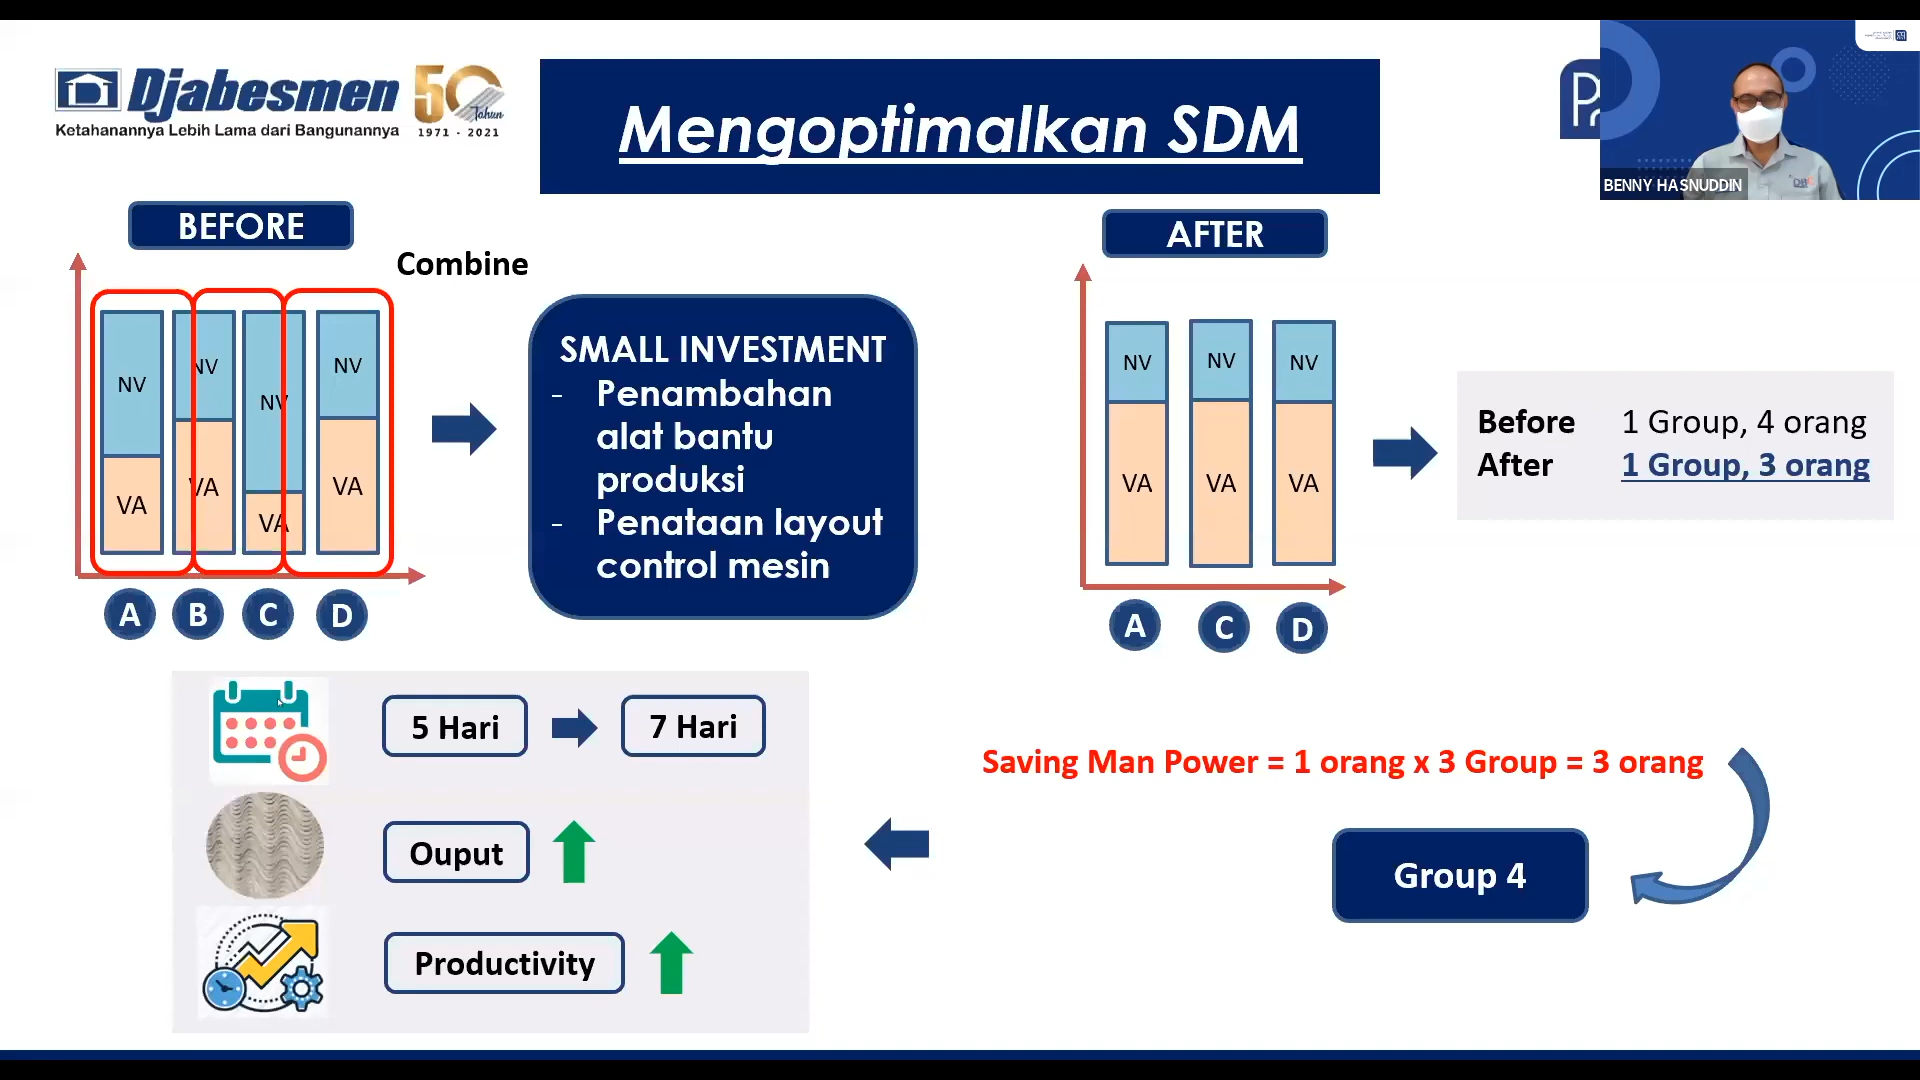 Djabesmen
Ketahanannya Lebih Lama dari Bangunannya
50
Tahun
1971 - 2021
Mengoptimalkan SDM
BENNY HASNUDDIN
BEFORE
Combine
NV
NV
NV
NV
VA
VA
VA
VA
A
B
C
D
SMALL INVESTMENT
- Penambahan
alat bantu
produksi
- Penataan layout
control mesin
AFTER
NV
NV
NV
VA
VA
VA
A
C
D
Before 1 Group, 4 orang
After 1 Group, 3 orang
Saving Man Power = 1 orang x 3 Group = 3 orang
Group 4
5 Hari
7 Hari
Ouput
Productivity